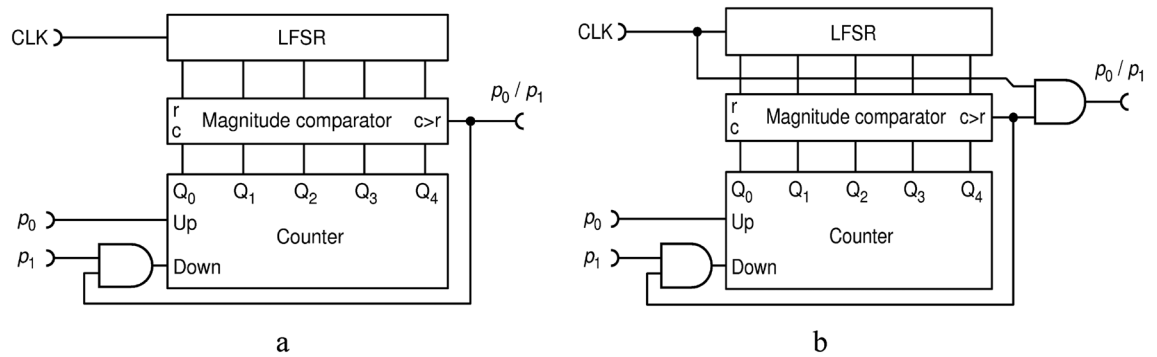 CLK
LFSR
r
c
Magnitude comparator
c>r
p0 / p1
Q0 Q1 Q2 Q3 Q4
p0
Up
Counter
p1
Down
a
CLK
LFSR
p0 / p1
r
c
Magnitude comparator
c>r
Q0 Q1 Q2 Q3 Q4
p0
Up
Counter
p1
Down
b